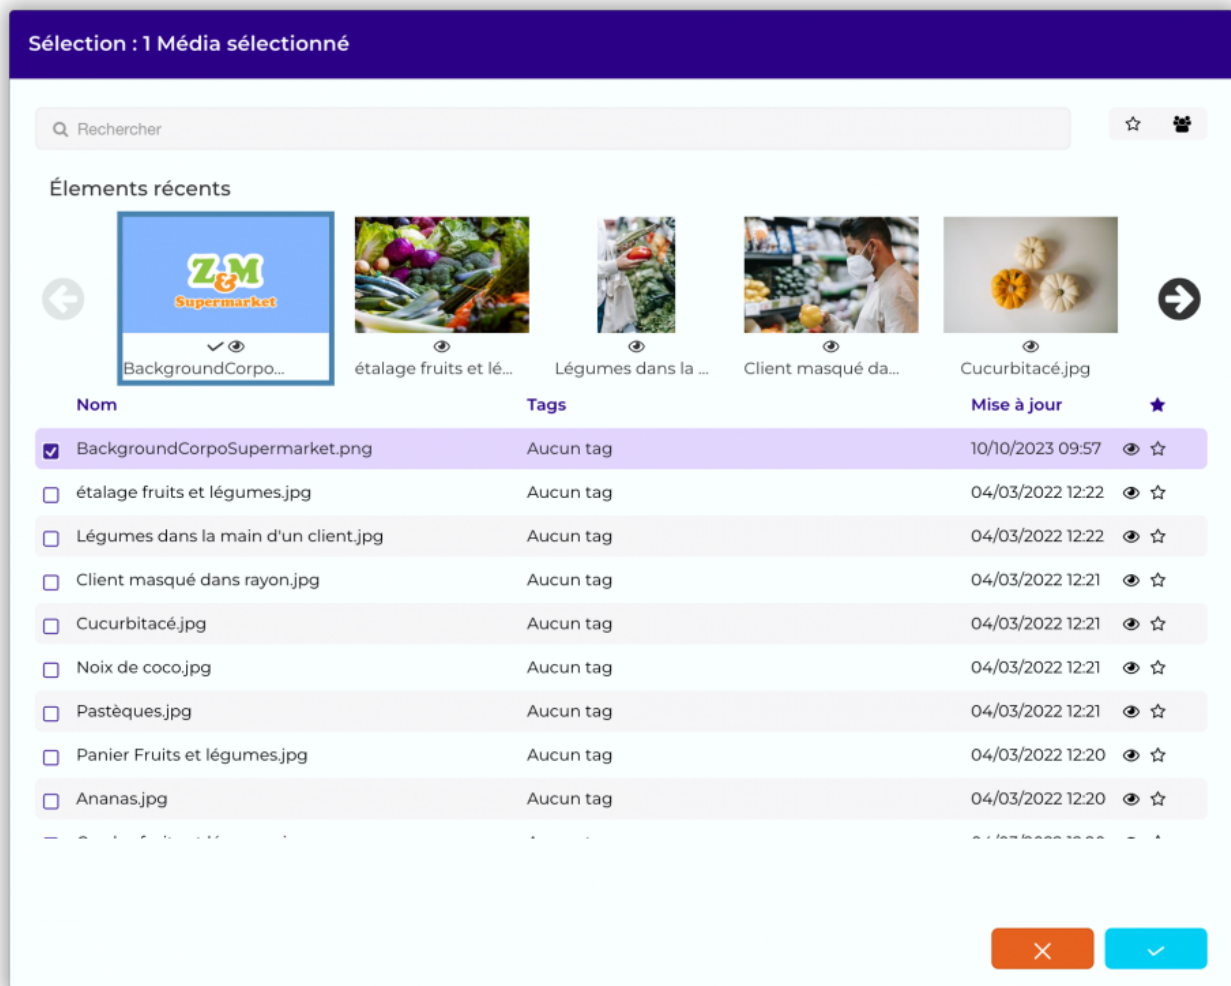 Sélection : 1 Média sélectionné
Rechercher
Élements récents
Z&M
Supermarket
BackgroundCorpo...
étalage fruits et lé...
Légumes dans la ...
Client masqué da...
Cucurbitacé.jpg
Nom Tags Mise à jour
BackgroundCorpoSupermarket.png Aucun tag 10/10/2023 09:57
étalage fruits et légumes.jpg Aucun tag 04/03/2022 12:22
Légumes dans la main d'un client.jpg Aucun tag 04/03/2022 12:22
Client masqué dans rayon.jpg Aucun tag 04/03/2022 12:21
Cucurbitacé.jpg Aucun tag 04/03/2022 12:21
Noix de coco.jpg Aucun tag 04/03/2022 12:21
Pastèques.jpg Aucun tag 04/03/2022 12:21
Panier Fruits et légumes.jpg Aucun tag 04/03/2022 12:20
Ananas.jpg Aucun tag 04/03/2022 12:20